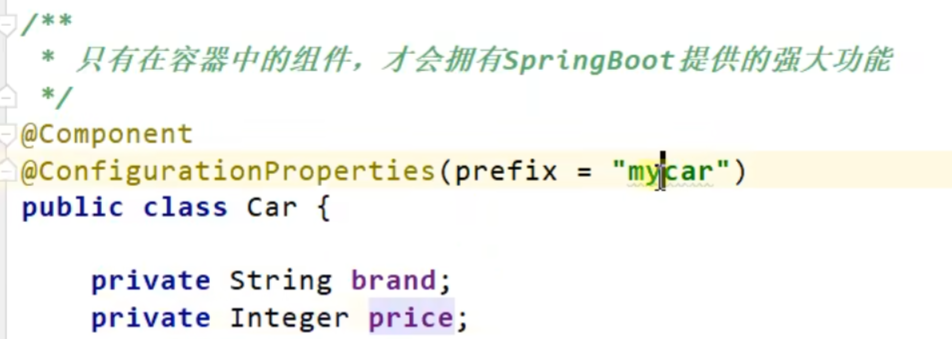 /**
 * 只有在容器中的组件，才会拥有SpringBoot提供的强大功能
 */
@Component
@ConfigurationProperties(prefix = "mycar")
public class Car {
private String brand;
private Integer price;